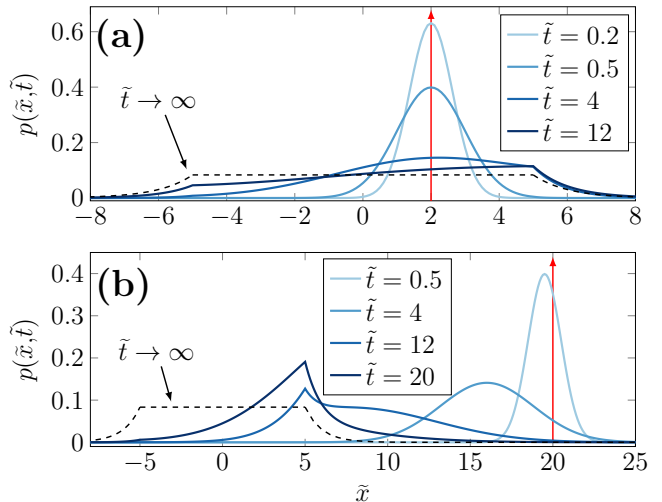 (a)
p(x̃,t̃)
0.6
0.4
0.2
0
t̃ → ∞
t̃ = 0.2
t̃ = 0.5
t̃ = 4
t̃ = 12
−8 −6 −4 −2 0 2 4 6 8
(b)
p(x̃,t̃)
0.4
0.3
0.2
0.1
0
t̃ → ∞
t̃ = 0.5
t̃ = 4
t̃ = 12
t̃ = 20
−5 0 5 10 15 20 25
x̃